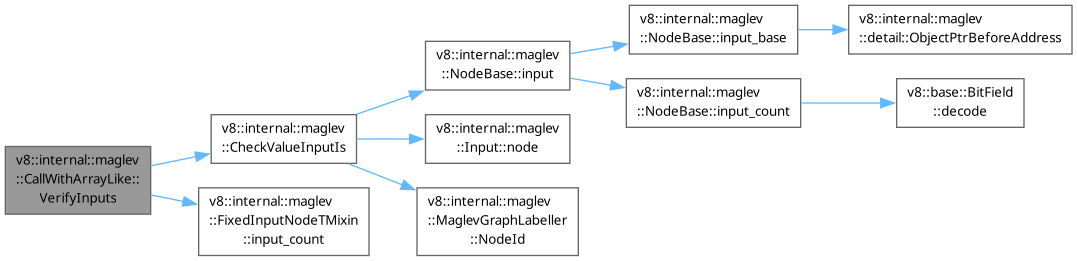 v8::internal::maglev
::CallWithArrayLike::
VerifyInputs
v8::internal::maglev
::CheckValueInputIs
v8::internal::maglev
::NodeBase::input
v8::internal::maglev
::NodeBase::input_base
v8::internal::maglev
::detail::ObjectPtrBeforeAddress
v8::internal::maglev
::NodeBase::input_count
v8::base::BitField
::decode
v8::internal::maglev
::Input::node
v8::internal::maglev
::MaglevGraphLabeller
::NodeId
v8::internal::maglev
::FixedInputNodeTMixin
::input_count